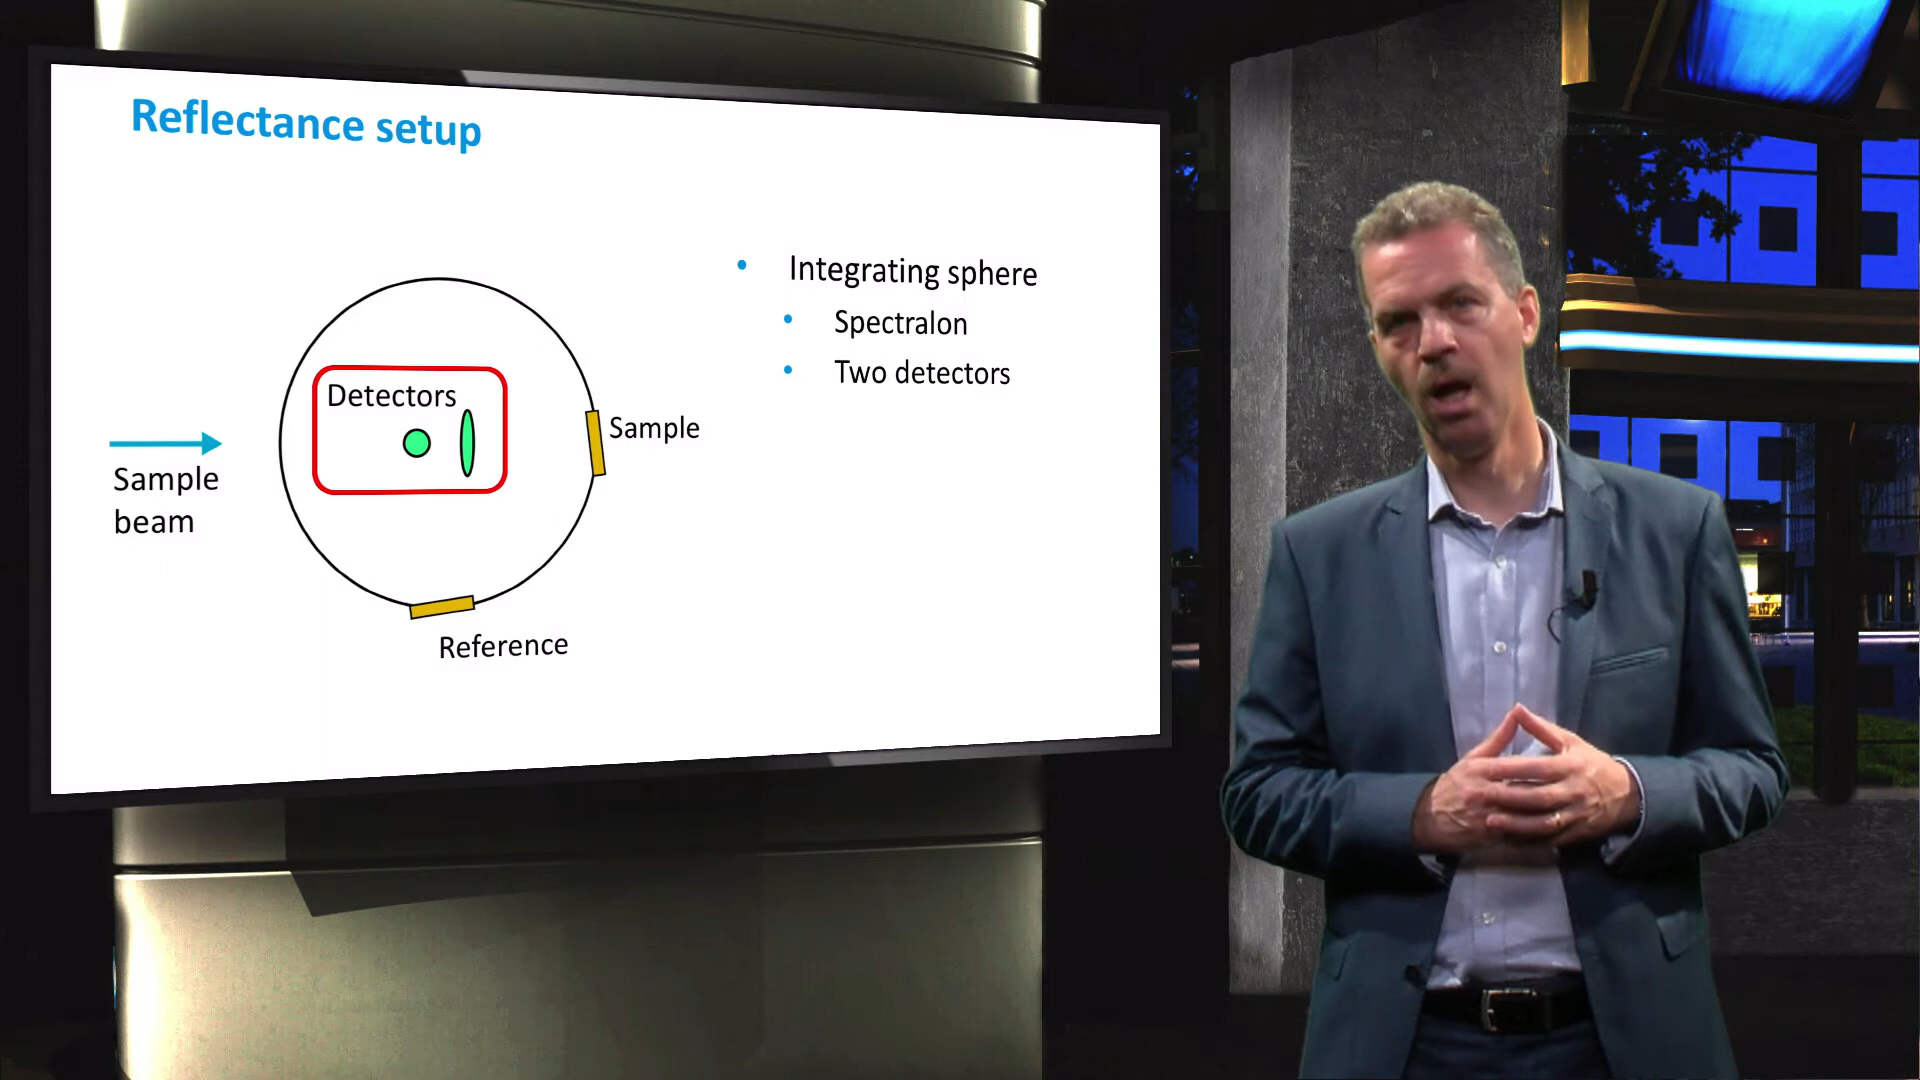 Reflectance setup
Integrating sphere
Spectralon
Two detectors
Detectors
Sample
Sample
beam
Reference